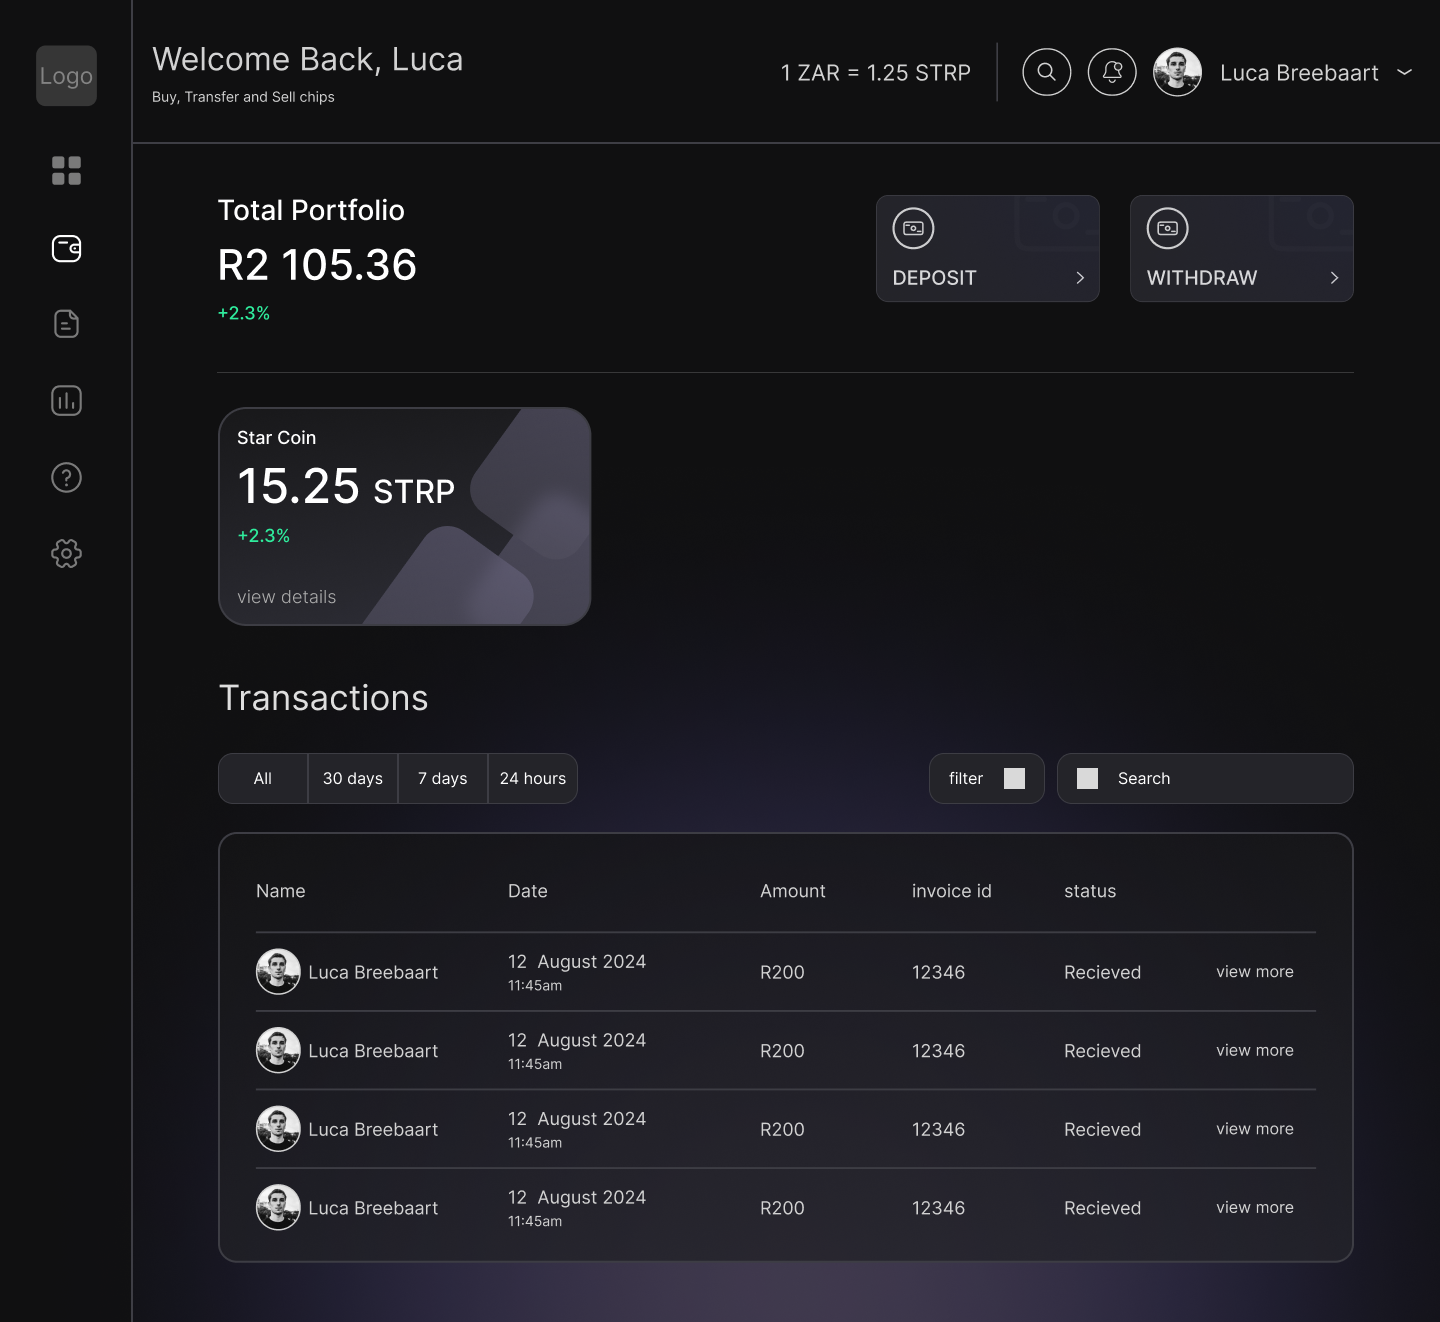 Logo
Welcome Back, Luca
Buy, Transfer and Sell chips
1 ZAR = 1.25 STRP
Luca Breebaart
Total Portfolio
R2 105.36
+2.3%
DEPOSIT
WITHDRAW
Star Coin
15.25 STRP
+2.3%
view details
Transactions
All 30 days 7 days 24 hours
filter
Search
Name Date Amount invoice id status
Luca Breebaart 12 August 2024 R200 12346 Recieved view more
11:45am
Luca Breebaart 12 August 2024 R200 12346 Recieved view more
11:45am
Luca Breebaart 12 August 2024 R200 12346 Recieved view more
11:45am
Luca Breebaart 12 August 2024 R200 12346 Recieved view more
11:45am